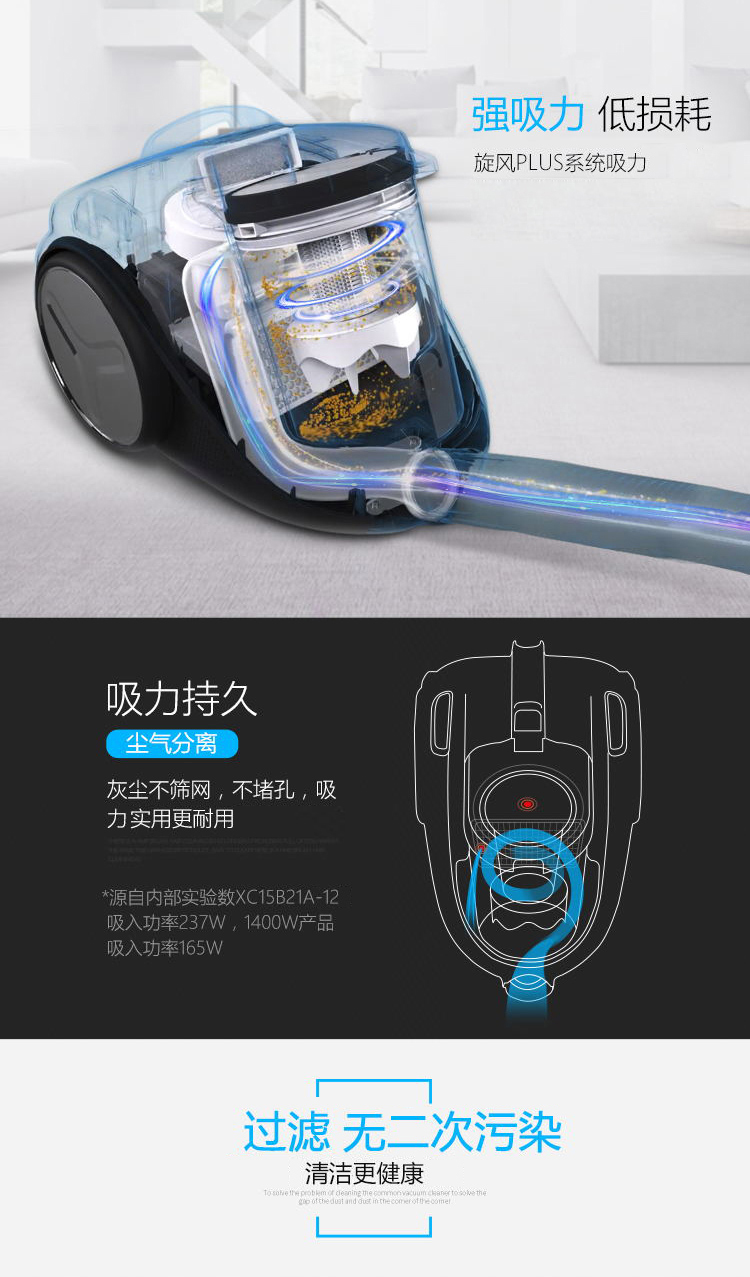 强吸力 低损耗
旋风PLUS系统吸力
吸力持久
尘气分离
灰尘不筛网，不堵孔，吸
力实用更耐用
*源自内部实验数XC15B21A-12
吸入功率237W，1400W产品
吸入功率165W
过滤 无二次污染
清洁更健康
To solve the problem of cleaning the common vacuum cleaner to solve the
gap of the dust and dust in the corner of the corner